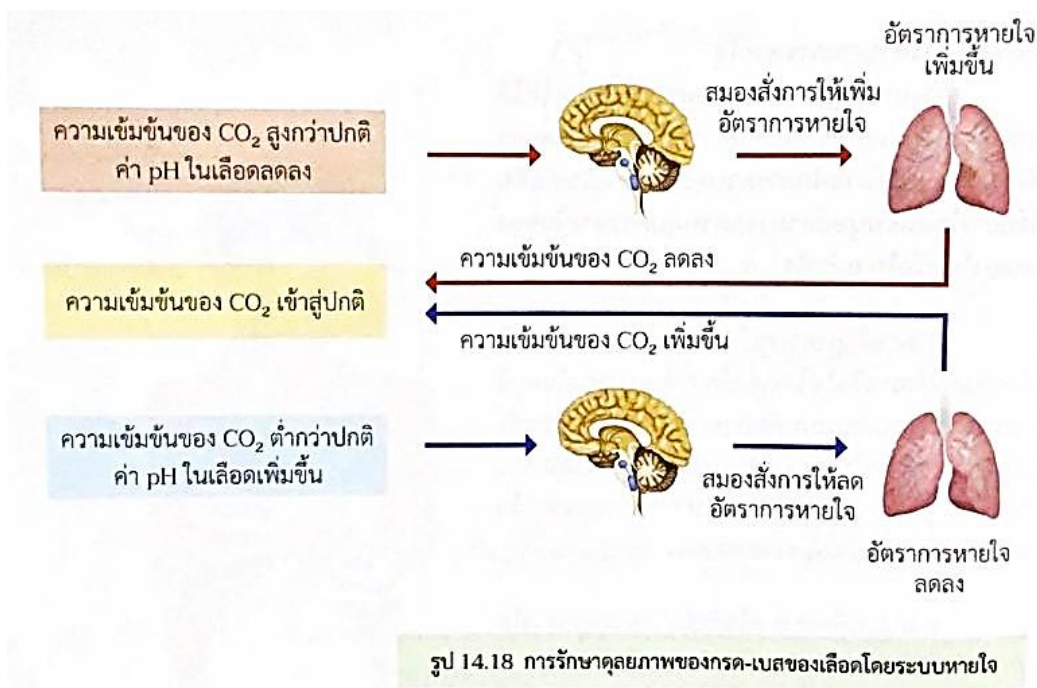 อัตราการหายใจ
เพิ่มขึ้น
สมองสั่งการให้เพิ่ม
อัตราการหายใจ
ความเข้มข้นของ CO₂ สูงกว่าปกติ
ค่า pH ในเลือดลดลง
ความเข้มข้นของ CO₂ ลดลง
ความเข้มข้นของ CO₂ เข้าสู่ปกติ
ความเข้มข้นของ CO₂ เพิ่มขึ้น
ความเข้มข้นของ CO₂ ต่ำกว่าปกติ
ค่า pH ในเลือดเพิ่มขึ้น
สมองสั่งการให้ลด
อัตราการหายใจ
อัตราการหายใจ
ลดลง
รูป 14.18 การรักษาดุลยภาพของกรด-เบสของเลือดโดยระบบหายใจ